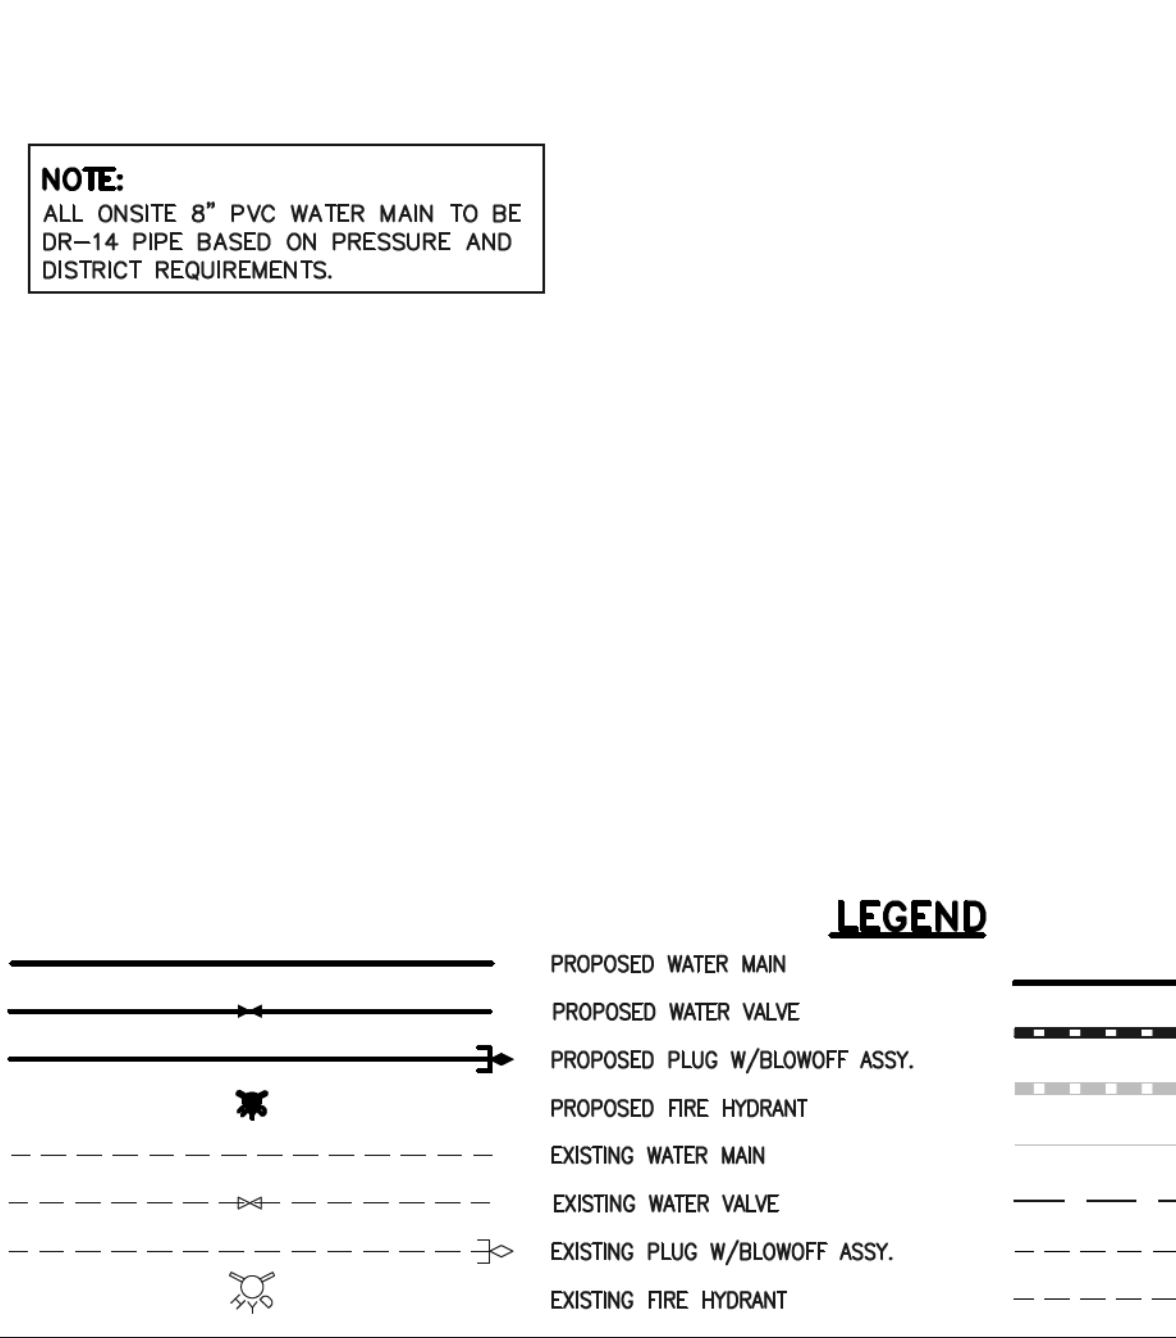 NOTE:
ALL ONSITE 8" PVC WATER MAIN TO BE
DR-14 PIPE BASED ON PRESSURE AND
DISTRICT REQUIREMENTS.
LEGEND
PROPOSED WATER MAIN
PROPOSED WATER VALVE
PROPOSED PLUG W/BLOWOFF ASSY.
PROPOSED FIRE HYDRANT
EXISTING WATER MAIN
EXISTING WATER VALVE
EXISTING PLUG W/BLOWOFF ASSY.
HYD
EXISTING FIRE HYDRANT